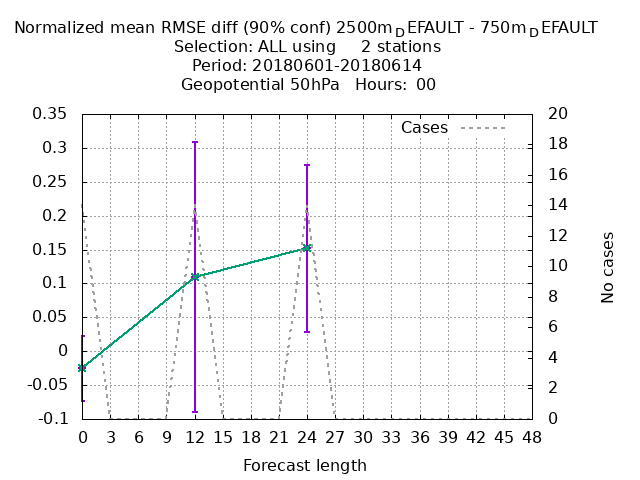 Normalized mean RMSE diff (90% conf) 2500m_DEFAULT - 750m_DEFAULT
Selection: ALL using 2 stations
Period: 20180601-20180614
Geopotential 50hPa Hours: 00
Cases
0.35
0.3
0.25
0.2
0.15
0.1
0.05
0
-0.05
-0.1
20
18
16
14
12
10
8
6
4
2
0
No cases
0 3 6 9 12 15 18 21 24 27 30 33 36 39 42 45 48
Forecast length